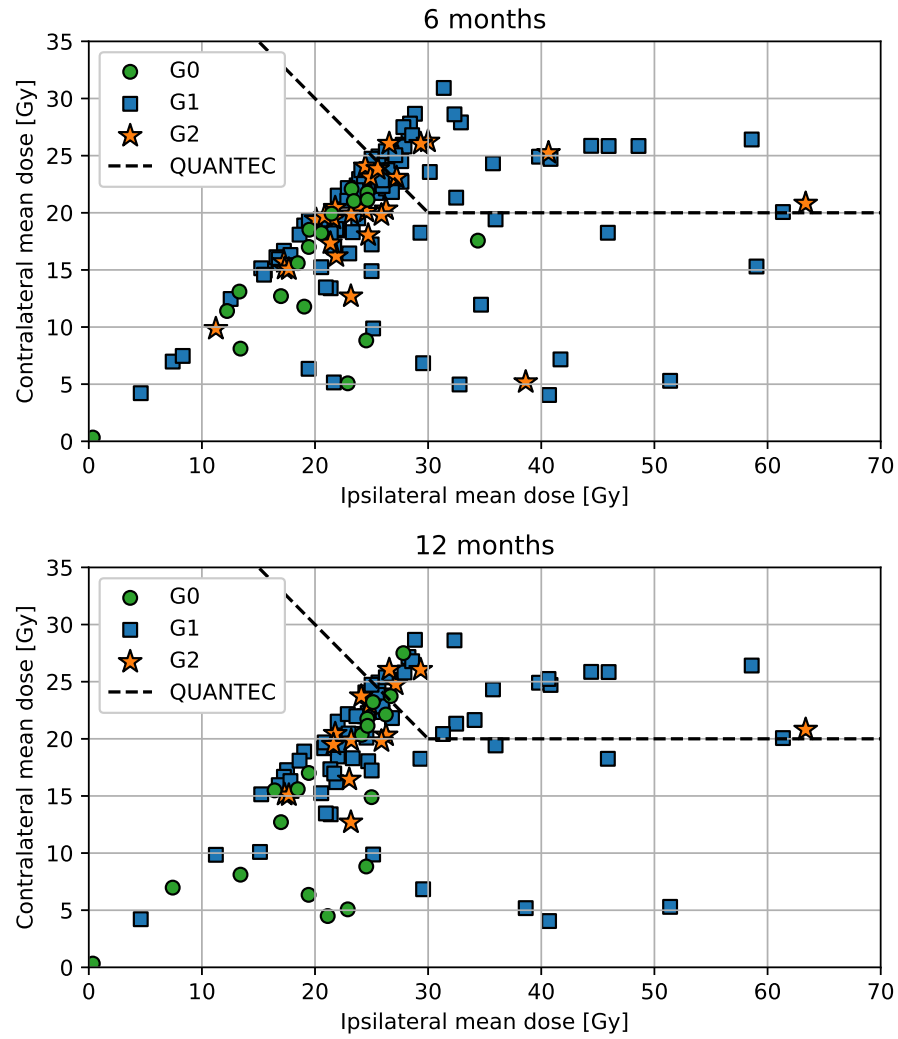 6 months
35
30
25
20
15
10
5
0
Contralateral mean dose [Gy]
G0
G1
G2
QUANTEC
0 10 20 30 40 50 60 70
Ipsilateral mean dose [Gy]
12 months
35
30
25
20
15
10
5
0
Contralateral mean dose [Gy]
G0
G1
G2
QUANTEC
0 10 20 30 40 50 60 70
Ipsilateral mean dose [Gy]